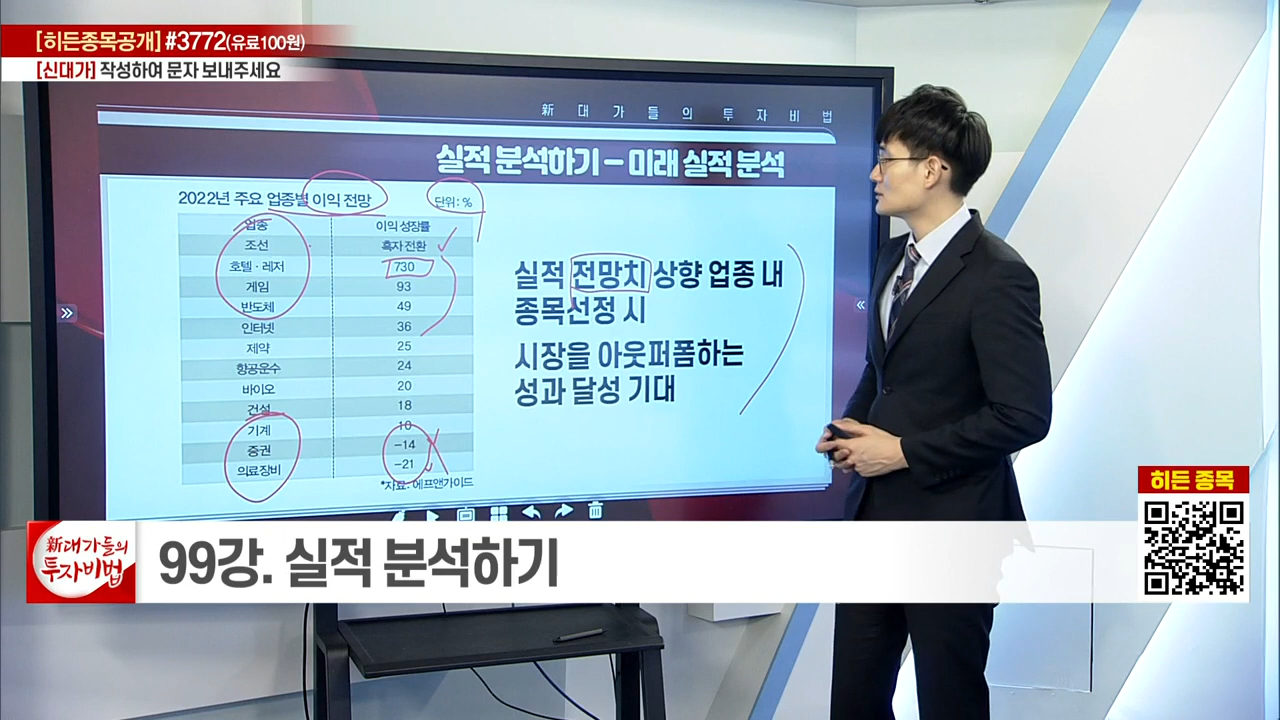 [히든종목공개] #3772(유료100원)
[신대가] 작성하여 문자 보내주세요
新 대 가 들 의 투 자 비 법
실적 분석하기 – 미래 실적 분석
2022년 주요 업종별 이익 전망
단위: %
업종 이익 성장률
조선 흑자 전환
호텔·레저 730
게임 93
반도체 49
인터넷 36
제약 25
항공운수 24
바이오 20
건설 18
기계 10
증권 -14
의료장비 -21
*자료: 에프앤가이드
실적 전망치 상향 업종 내
종목선정 시
시장을 아웃퍼폼하는
성과 달성 기대
히든 종목
新대가들의
투자비법
99강. 실적 분석하기